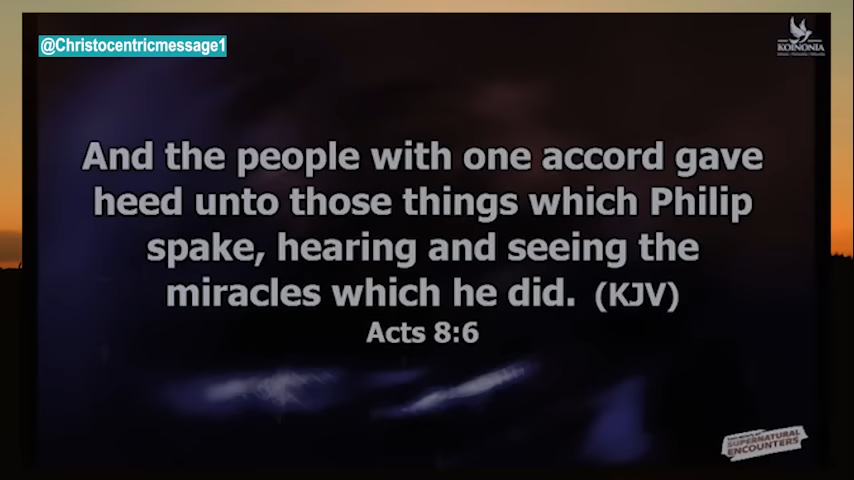 @Christocentricmessage1
KOINONIA
And the people with one accord gave
heed unto those things which Philip
spake, hearing and seeing the
miracles which he did. (KJV)
Acts 8:6
SUPERNATURAL
ENCOUNTERS